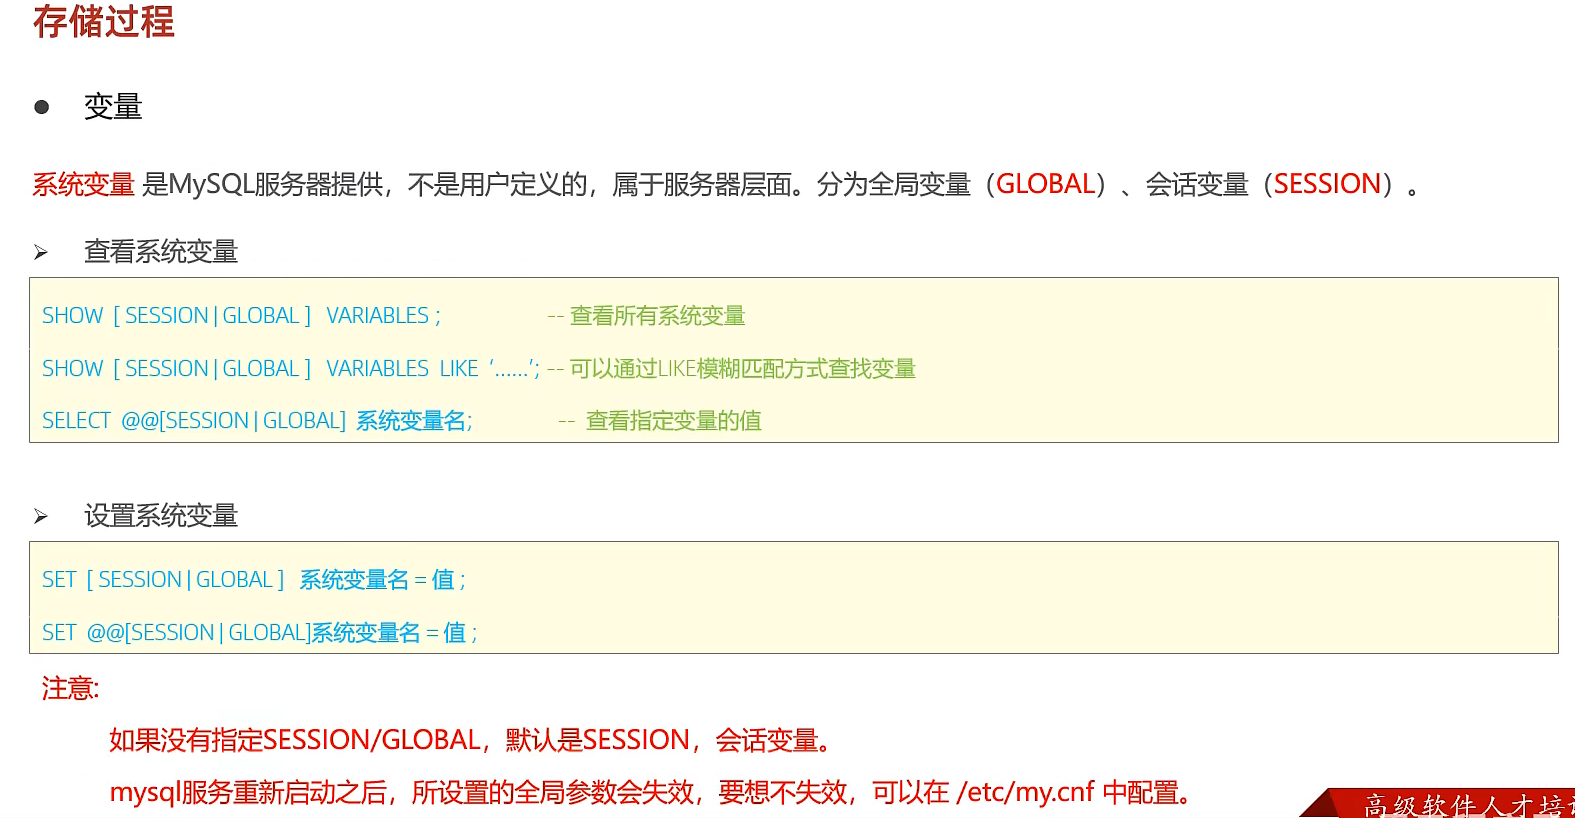 存储过程
● 变量
系统变量 是MySQL服务器提供，不是用户定义的，属于服务器层面。分为全局变量（GLOBAL）、会话变量（SESSION）。
➢ 查看系统变量
SHOW [ SESSION | GLOBAL ] VARIABLES ; -- 查看所有系统变量
SHOW [ SESSION | GLOBAL ] VARIABLES LIKE ‘......’; -- 可以通过LIKE模糊匹配方式查找变量
SELECT @@[SESSION | GLOBAL] 系统变量名; -- 查看指定变量的值
➢ 设置系统变量
SET [ SESSION | GLOBAL ] 系统变量名 = 值 ;
SET @@[SESSION | GLOBAL]系统变量名 = 值 ;
注意:
如果没有指定SESSION/GLOBAL，默认是SESSION，会话变量。
mysql服务重新启动之后，所设置的全局参数会失效，要想不失效，可以在 /etc/my.cnf 中配置。
高级软件人才培